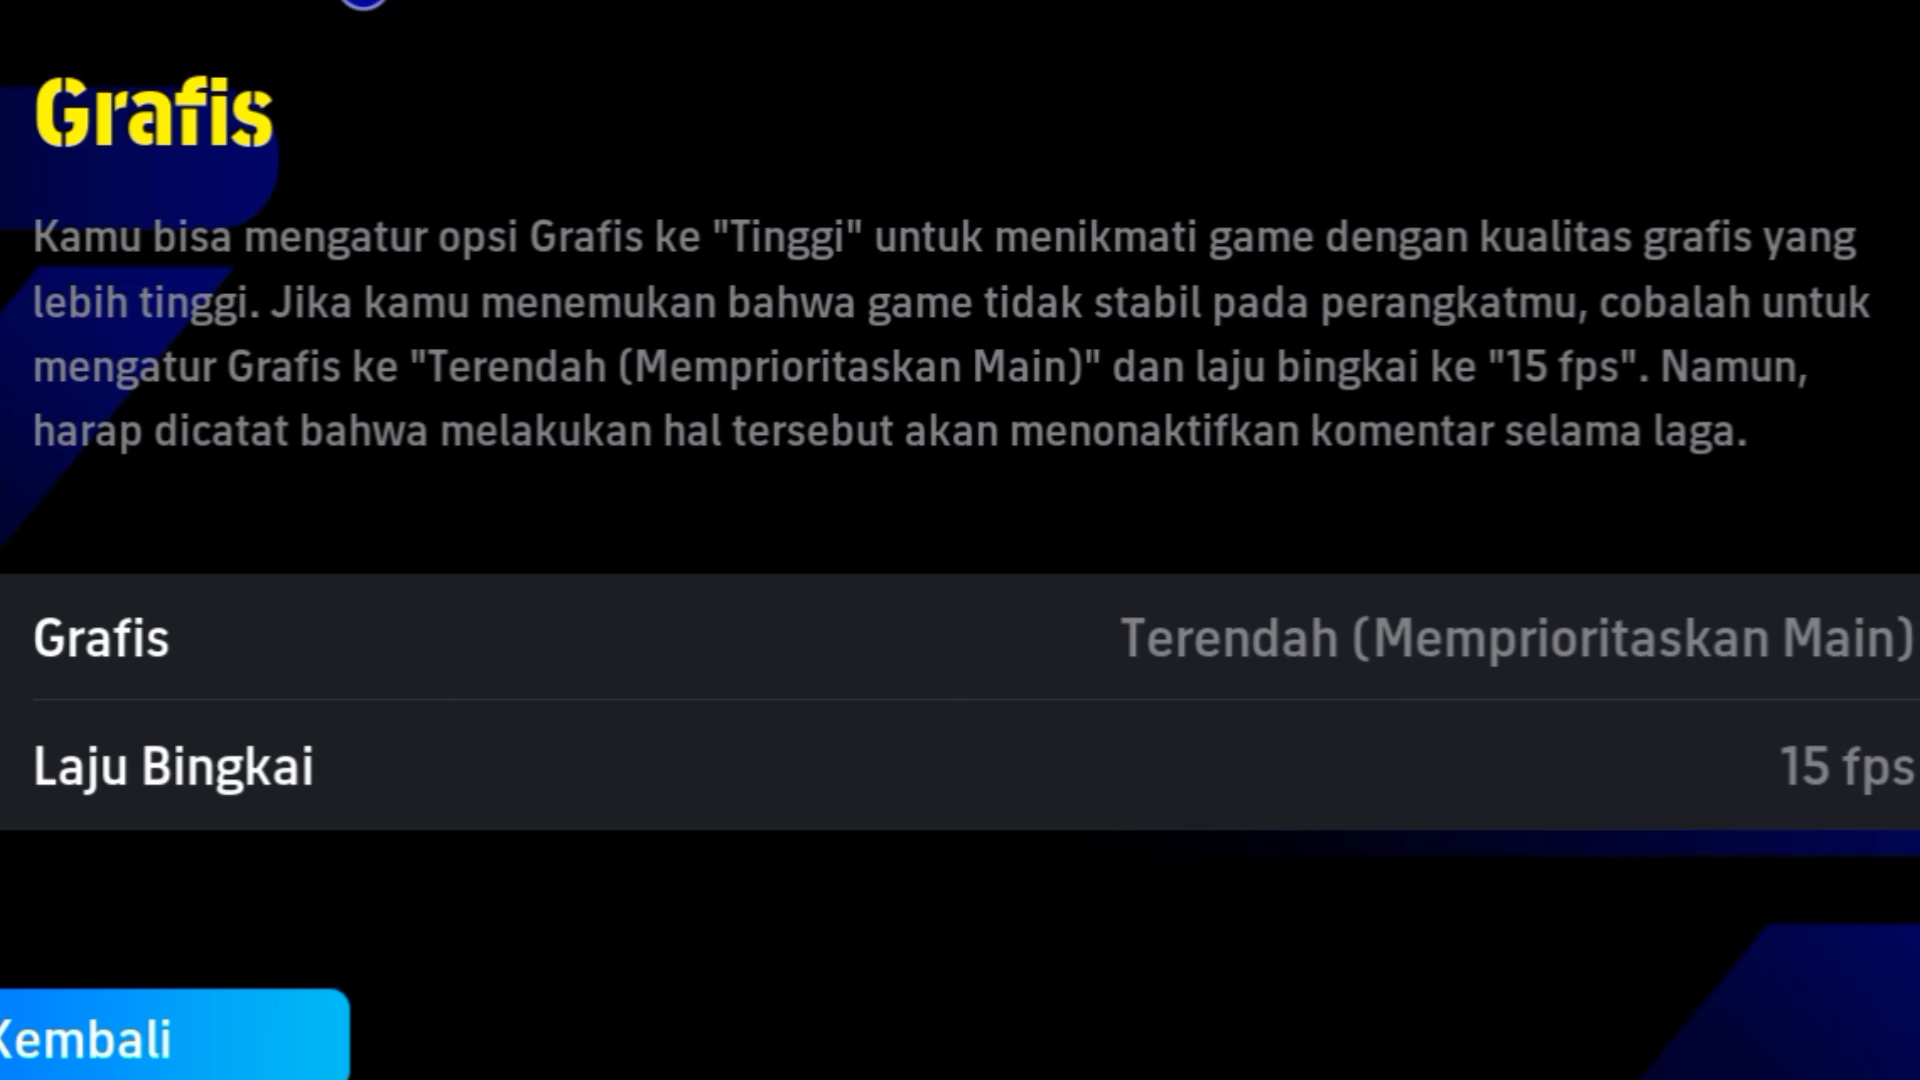 Grafis
Kamu bisa mengatur opsi Grafis ke "Tinggi" untuk menikmati game dengan kualitas grafis yang
lebih tinggi. Jika kamu menemukan bahwa game tidak stabil pada perangkatmu, cobalah untuk
mengatur Grafis ke "Terendah (Memprioritaskan Main)" dan laju bingkai ke "15 fps". Namun,
harap dicatat bahwa melakukan hal tersebut akan menonaktifkan komentar selama laga.
Grafis Terendah (Memprioritaskan Main)
Laju Bingkai 15 fps
Kembali